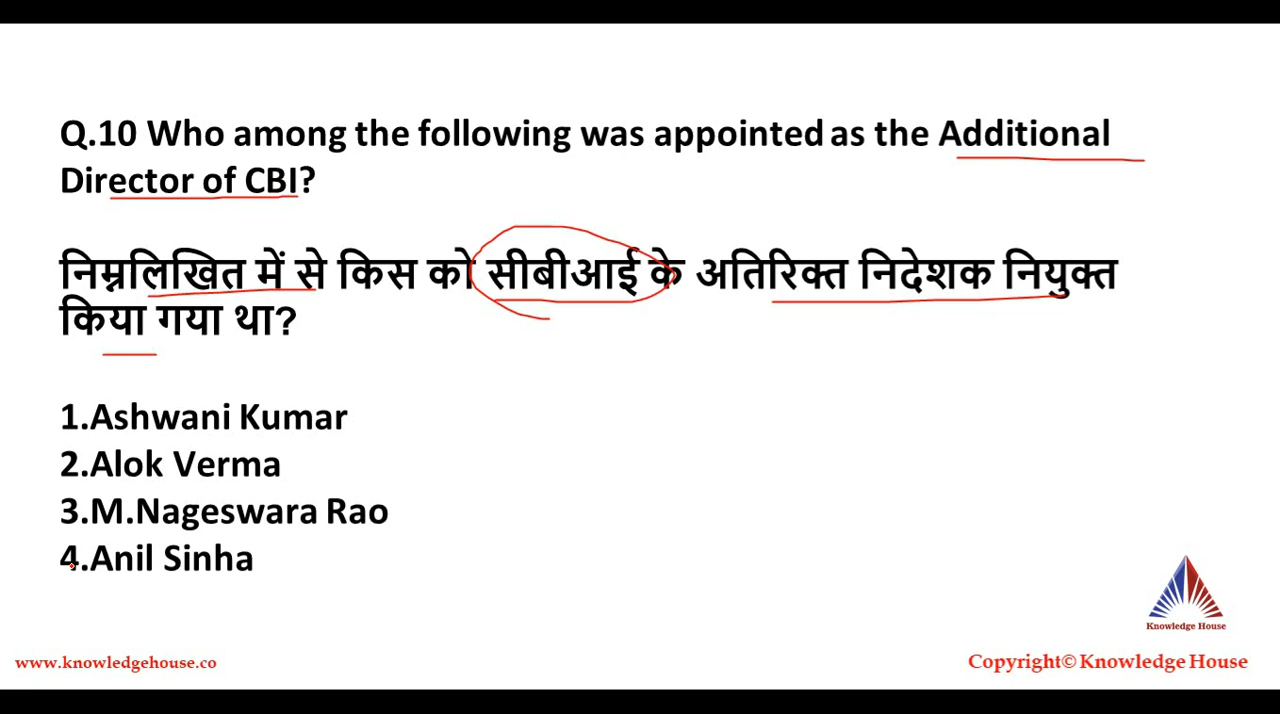 Q.10 Who among the following was appointed as the Additional
Director of CBI?
निम्नलिखित में से किस को सीबीआई के अतिरिक्त निदेशक नियुक्त
किया गया था?
1.Ashwani Kumar
2.Alok Verma
3.M.Nageswara Rao
4.Anil Sinha
Knowledge House
www.knowledgehouse.co
Copyright© Knowledge House